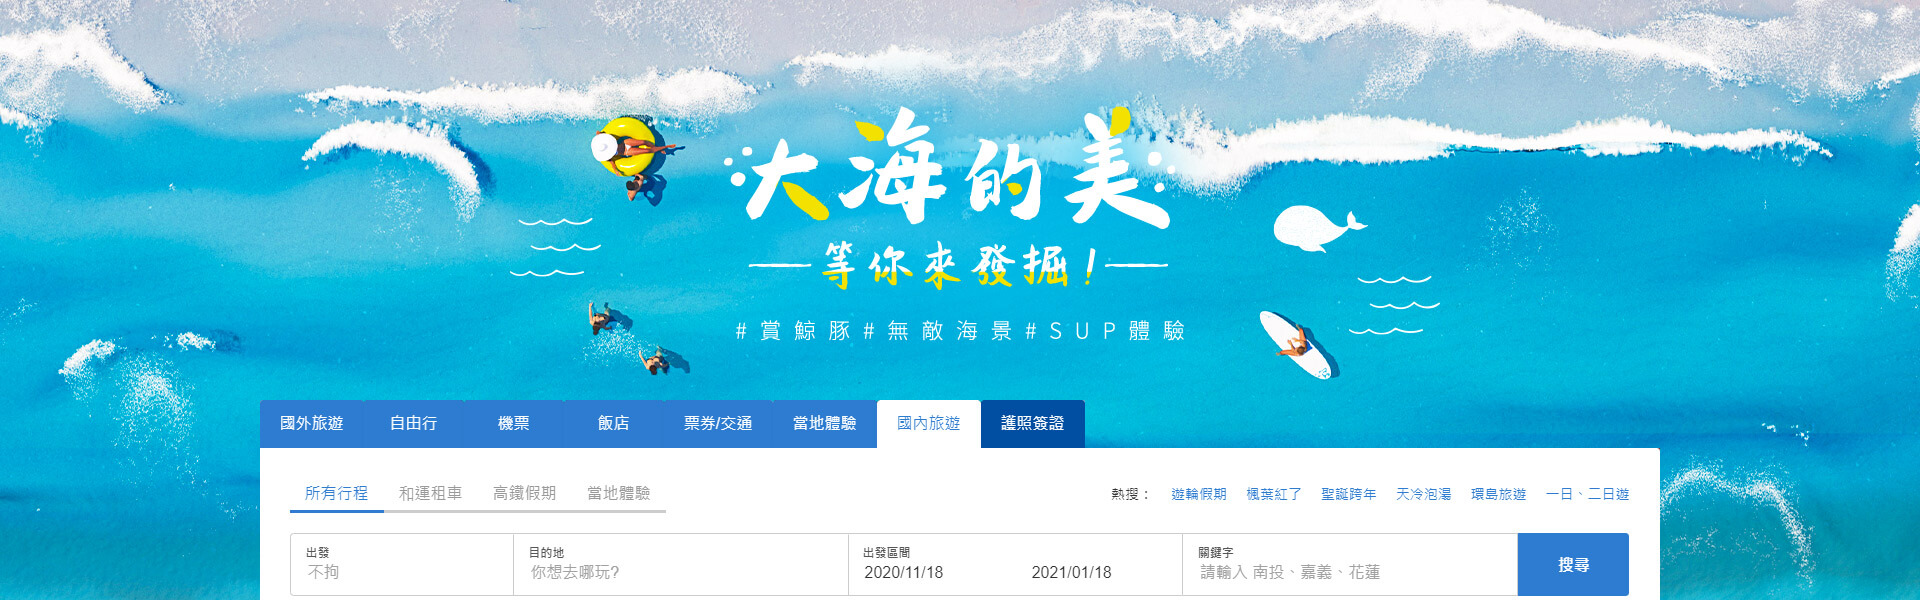 大海的美
等你來發掘！
#賞鯨豚#無敵海景#SUP體驗
國外旅遊 自由行 機票 飯店 票券/交通 當地體驗 國內旅遊 護照簽證
所有行程 和運租車 高鐵假期 當地體驗 熱搜： 遊輪假期 楓葉紅了 聖誕跨年 天冷泡湯 環島旅遊 一日、二日遊
出發 目的地 出發區間 關鍵字
不拘 你想去哪玩? 2020/11/18 2021/01/18 請輸入 南投、嘉義、花蓮
搜尋